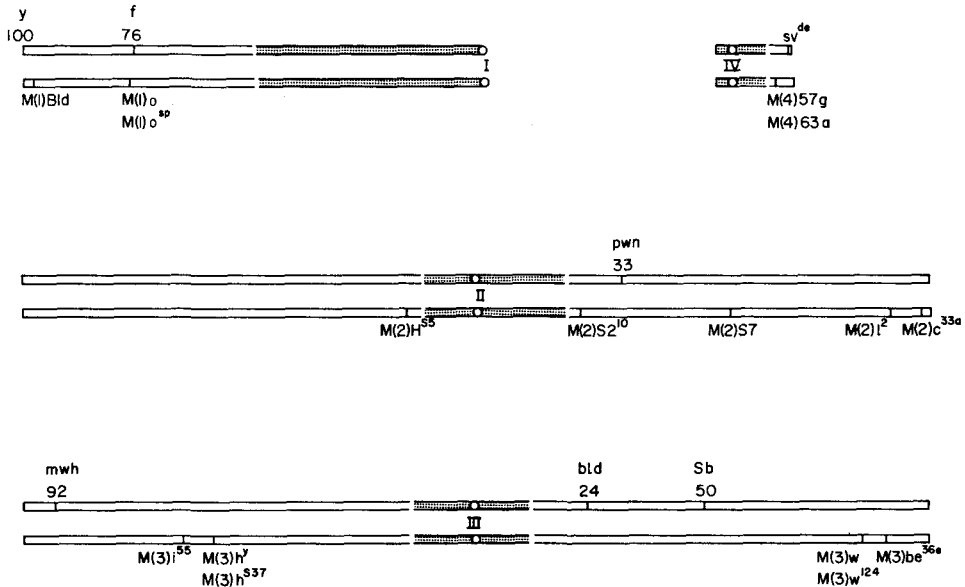 y f
100 76 sv^de
I IV
M(1)Bld M(1)o M(4)57g
M(1)o^sp M(4)63a
pwn
33
II
M(2)H^S5 M(2)S2^10 M(2)S7 M(2)l^2 M(2)c^33a
mwh bld Sb
92 24 50
III
M(3)i^55 M(3)h^y M(3)w M(3)be^36e
M(3)h^S37 M(3)w^124